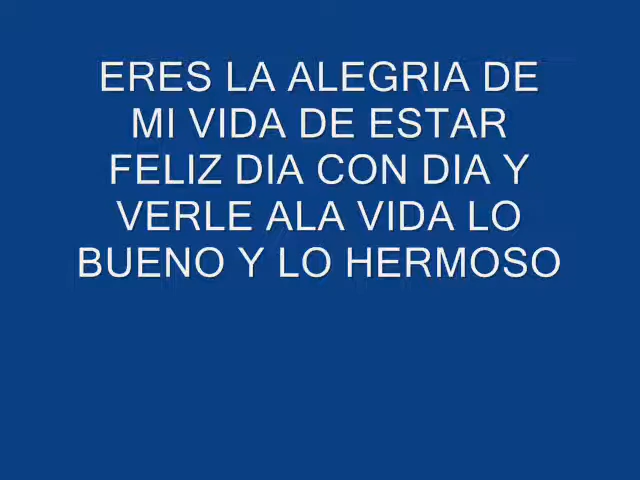 ERES LA ALEGRIA DE
MI VIDA DE ESTAR
FELIZ DIA CON DIA Y
VERLE ALA VIDA LO
BUENO Y LO HERMOSO